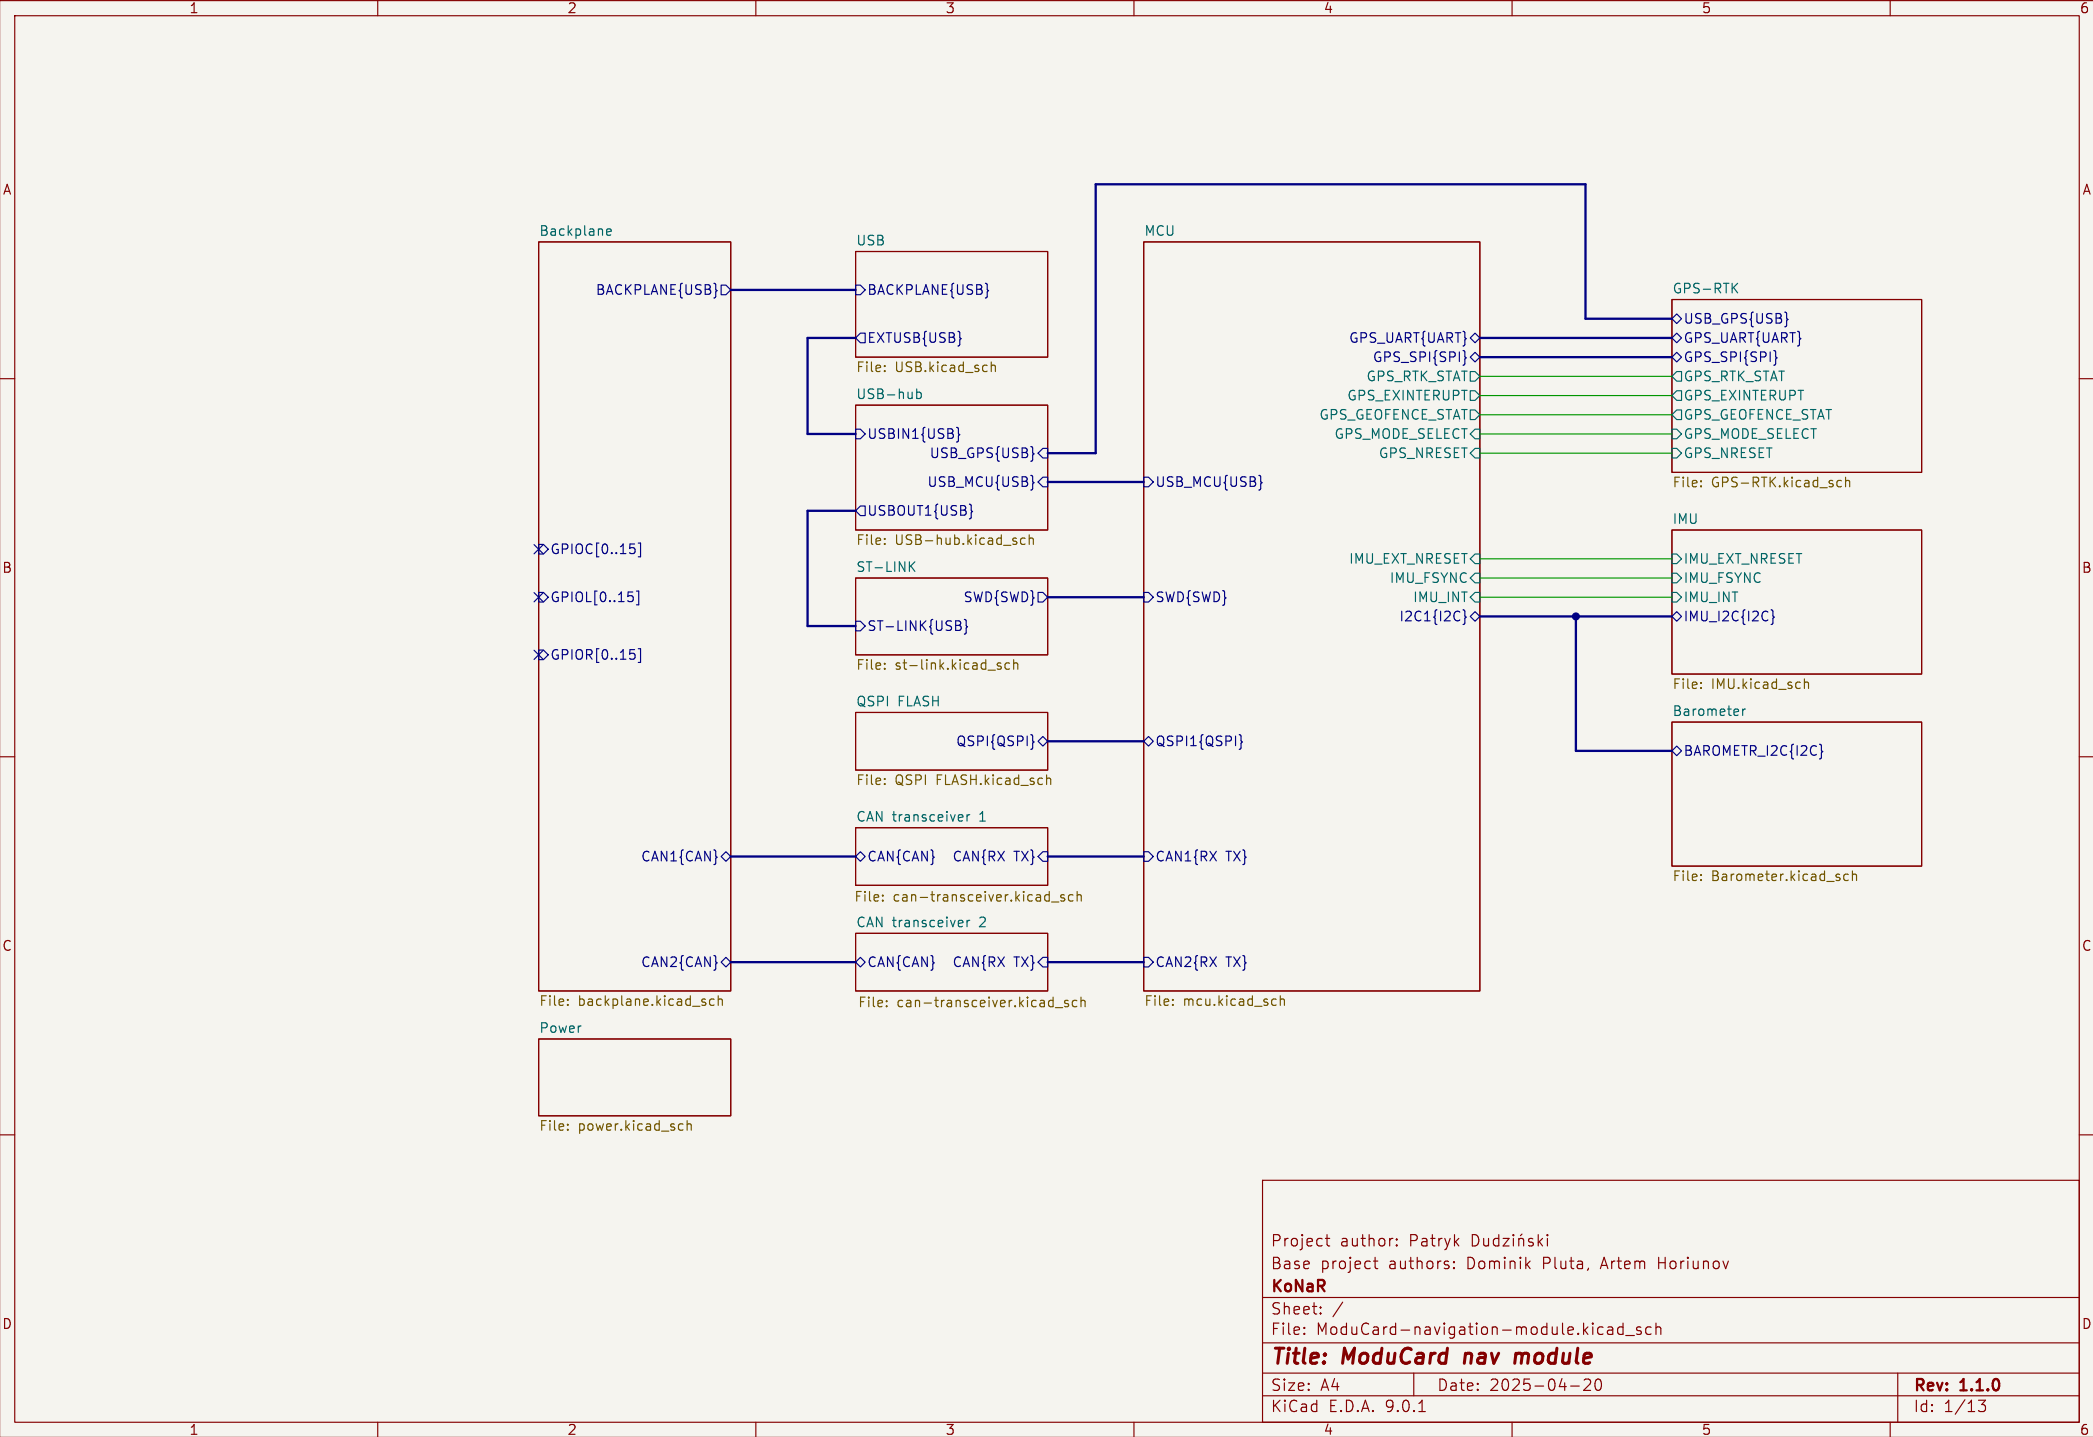 1 2 3 4 5 6
A A
B B
C C
D D
Backplane
BACKPLANE{USB}
GPIOC[0..15]
GPIOL[0..15]
GPIOR[0..15]
CAN1{CAN}
CAN2{CAN}
File: backplane.kicad_sch
Power
File: power.kicad_sch
USB
BACKPLANE{USB}
EXTUSB{USB}
File: USB.kicad_sch
USB-hub
USBIN1{USB}
USB_GPS{USB}
USB_MCU{USB}
USBOUT1{USB}
File: USB-hub.kicad_sch
ST-LINK
SWD{SWD}
ST-LINK{USB}
File: st-link.kicad_sch
QSPI FLASH
QSPI{QSPI}
File: QSPI FLASH.kicad_sch
CAN transceiver 1
CAN{CAN} CAN{RX TX}
File: can-transceiver.kicad_sch
CAN transceiver 2
CAN{CAN} CAN{RX TX}
File: can-transceiver.kicad_sch
MCU
GPS_UART{UART}
GPS_SPI{SPI}
GPS_RTK_STAT
GPS_EXINTERUPT
GPS_GEOFENCE_STAT
GPS_MODE_SELECT
GPS_NRESET
USB_MCU{USB}
IMU_EXT_NRESET
IMU_FSYNC
SWD{SWD} IMU_INT
I2C1{I2C}
QSPI1{QSPI}
CAN1{RX TX}
CAN2{RX TX}
File: mcu.kicad_sch
GPS-RTK
USB_GPS{USB}
GPS_UART{UART}
GPS_SPI{SPI}
GPS_RTK_STAT
GPS_EXINTERUPT
GPS_GEOFENCE_STAT
GPS_MODE_SELECT
GPS_NRESET
File: GPS-RTK.kicad_sch
IMU
IMU_EXT_NRESET
IMU_FSYNC
IMU_INT
IMU_I2C{I2C}
File: IMU.kicad_sch
Barometer
BAROMETR_I2C{I2C}
File: Barometer.kicad_sch
Project author: Patryk Dudziński
Base project authors: Dominik Pluta, Artem Horiunov
KoNaR
Sheet: /
File: ModuCard-navigation-module.kicad_sch
Title: ModuCard nav module
Size: A4 Date: 2025-04-20 Rev: 1.1.0
KiCad E.D.A. 9.0.1 Id: 1/13
1 2 3 4 5 6